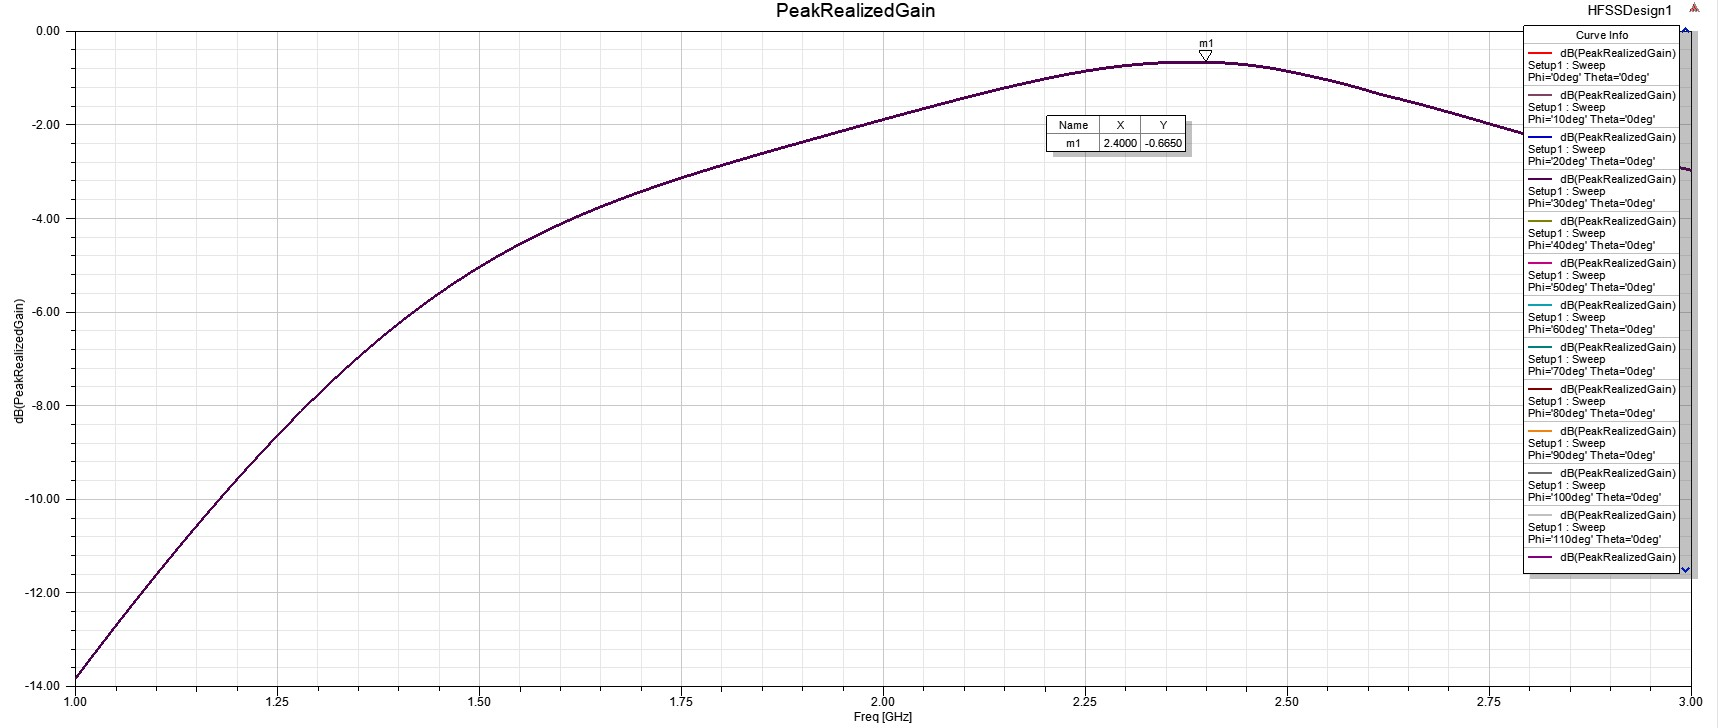 PeakRealizedGain
HFSSDesign1
0.00
-2.00
-4.00
-6.00
-8.00
-10.00
-12.00
-14.00
dB(PeakRealizedGain)
1.00 1.25 1.50 1.75 2.00 2.25 2.50 2.75 3.00
Freq [GHz]
m1
Name X Y
m1 2.4000 -0.6650
Curve Info
dB(PeakRealizedGain)
Setup1 : Sweep
Phi='0deg' Theta='0deg'
dB(PeakRealizedGain)
Setup1 : Sweep
Phi='10deg' Theta='0deg'
dB(PeakRealizedGain)
Setup1 : Sweep
Phi='20deg' Theta='0deg'
dB(PeakRealizedGain)
Setup1 : Sweep
Phi='30deg' Theta='0deg'
dB(PeakRealizedGain)
Setup1 : Sweep
Phi='40deg' Theta='0deg'
dB(PeakRealizedGain)
Setup1 : Sweep
Phi='50deg' Theta='0deg'
dB(PeakRealizedGain)
Setup1 : Sweep
Phi='60deg' Theta='0deg'
dB(PeakRealizedGain)
Setup1 : Sweep
Phi='70deg' Theta='0deg'
dB(PeakRealizedGain)
Setup1 : Sweep
Phi='80deg' Theta='0deg'
dB(PeakRealizedGain)
Setup1 : Sweep
Phi='90deg' Theta='0deg'
dB(PeakRealizedGain)
Setup1 : Sweep
Phi='100deg' Theta='0deg'
dB(PeakRealizedGain)
Setup1 : Sweep
Phi='110deg' Theta='0deg'
dB(PeakRealizedGain)